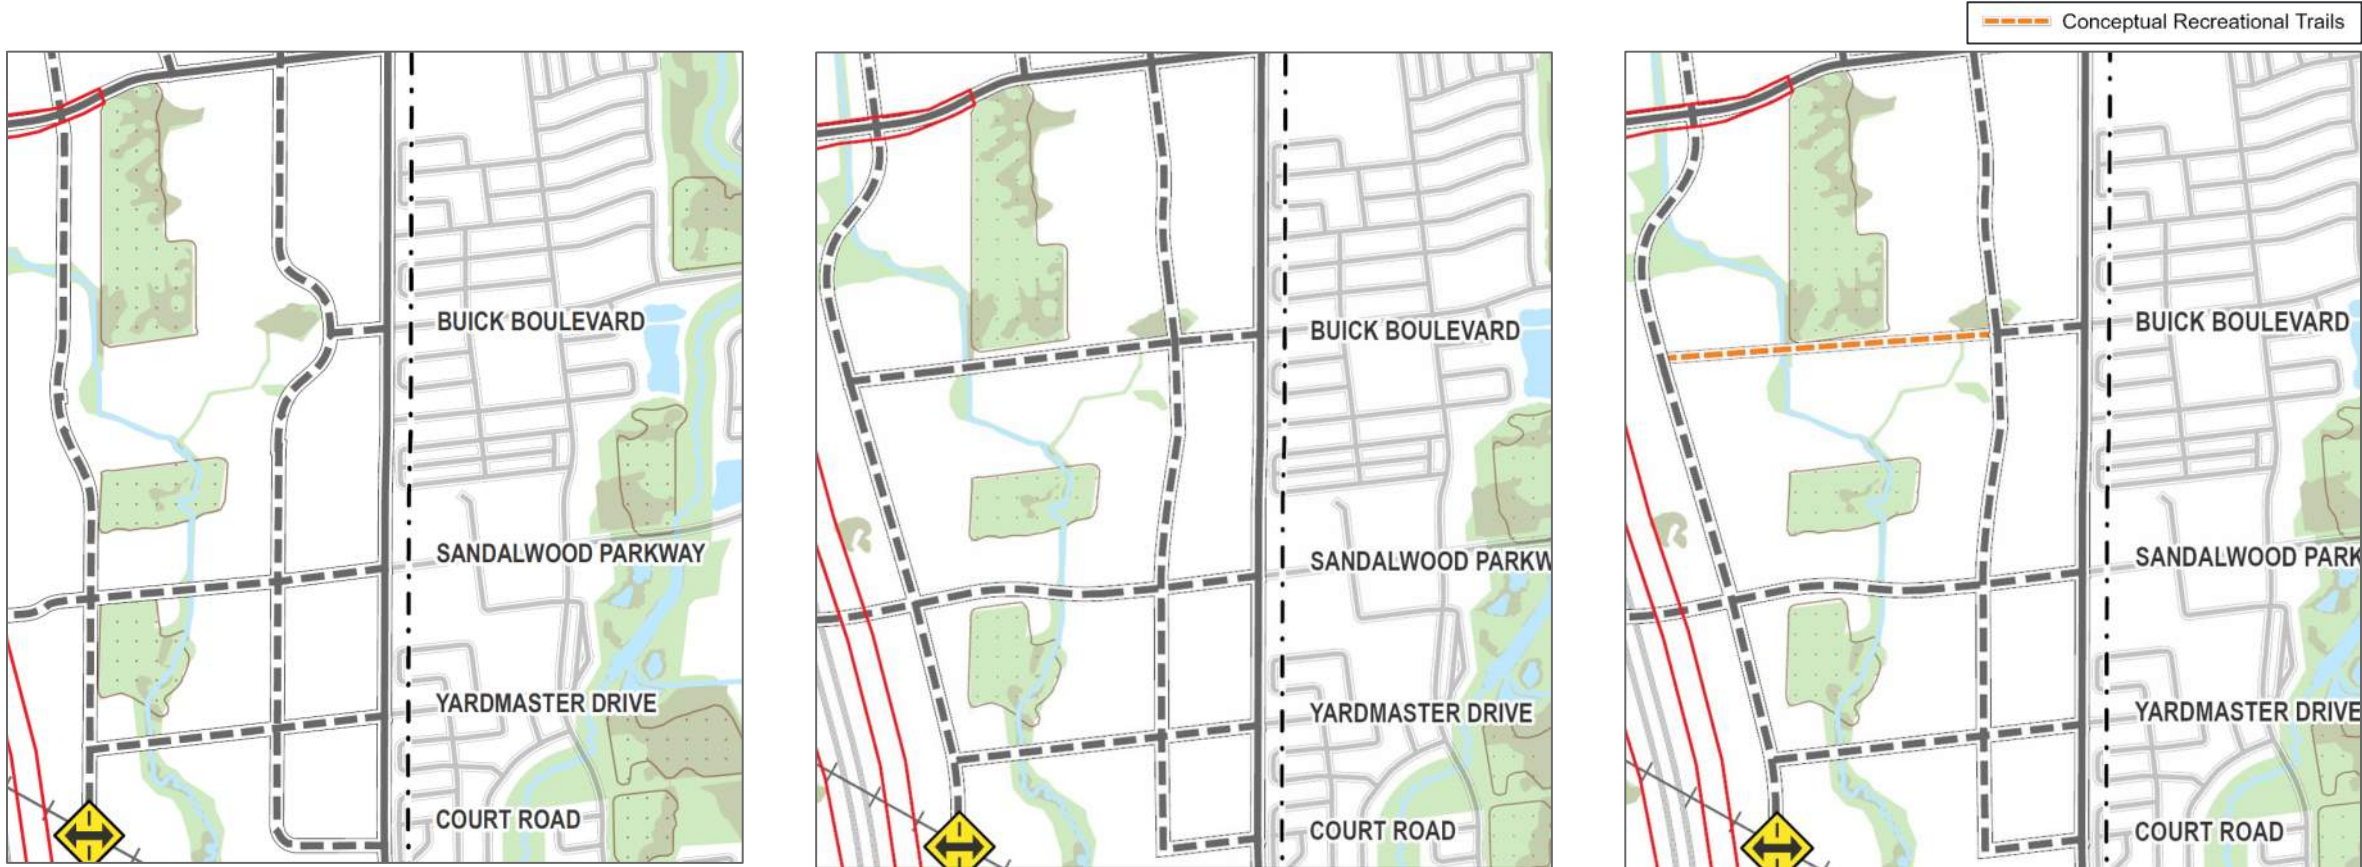 Conceptual Recreational Trails
BUICK BOULEVARD
SANDALWOOD PARKWAY
YARDMASTER DRIVE
COURT ROAD
BUICK BOULEVARD
SANDALWOOD PARKW
YARDMASTER DRIVE
COURT ROAD
BUICK BOULEVARD
SANDALWOOD PARK
YARDMASTER DRIVE
COURT ROAD